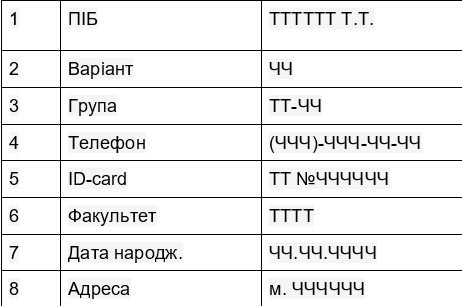 1 ПІБ ТТТТТТ Т.Т.
2 Варіант ЧЧ
3 Група ТТ-ЧЧ
4 Телефон (ЧЧЧ)-ЧЧЧ-ЧЧ-ЧЧ
5 ID-card ТТ №ЧЧЧЧЧЧ
6 Факультет ТТТТ
7 Дата народж. ЧЧ.ЧЧ.ЧЧЧЧ
8 Адреса м. ЧЧЧЧЧЧ